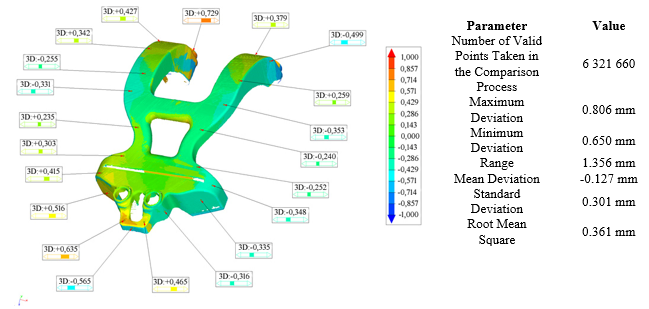 3D:+0,427
3D:+0,729
3D:+0,379
3D:+0,342
3D:-0,499
3D:-0,255
3D:-0,331
3D:+0,259
3D:+0,235
3D:-0,353
3D:+0,303
3D:-0,240
3D:+0,415
3D:-0,252
3D:+0,516
3D:-0,348
3D:+0,635
3D:-0,335
3D:-0,565
3D:+0,465
3D:-0,316
1,000
0,857
0,714
0,571
0,429
0,286
0,143
0,000
-0,143
-0,286
-0,429
-0,571
-0,714
-0,857
-1,000
Parameter Value
Number of Valid
Points Taken in
the Comparison
Process
6 321 660
Maximum
Deviation
0.806 mm
Minimum
Deviation
0.650 mm
Range 1.356 mm
Mean Deviation -0.127 mm
Standard
Deviation
0.301 mm
Root Mean
Square
0.361 mm